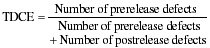 TDCE = Number of prerelease defects
Number of prerelease defects
+ Number of postrelease defects